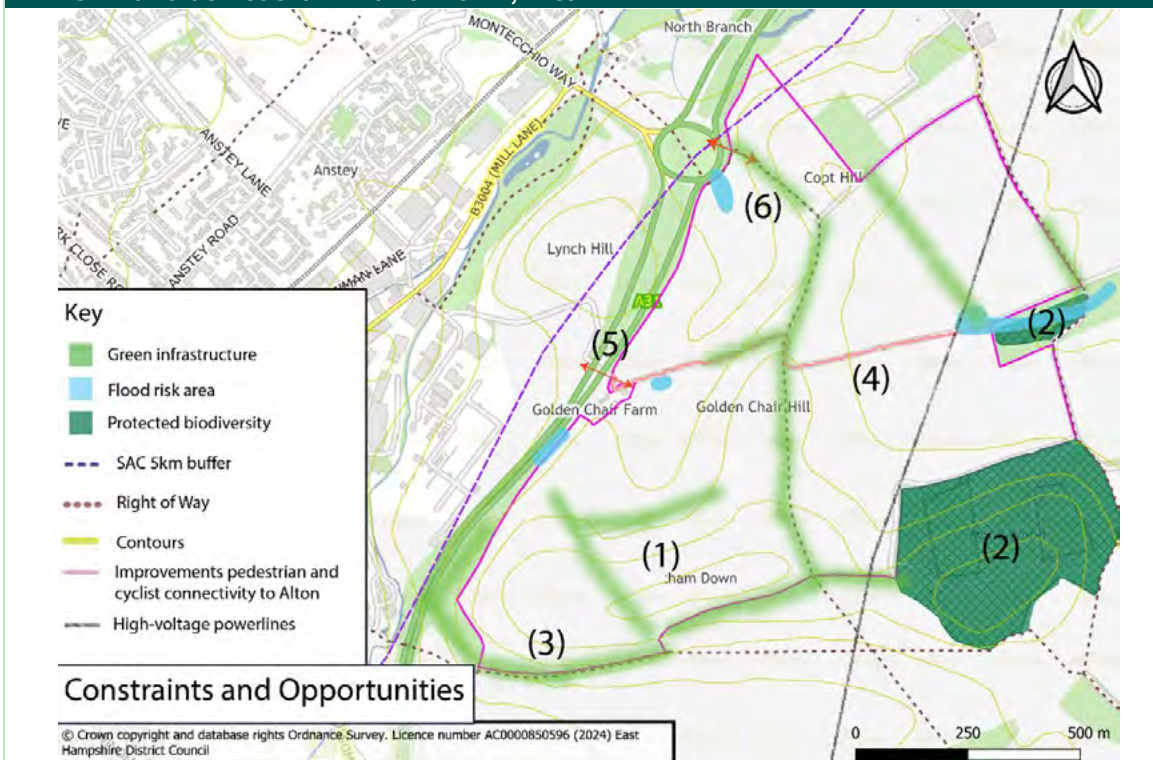 North Branch
MONTECCHIO WAY
ANSTEY LANE
Anstey
B3004 (MILL LANE)
Copt Hill
(6)
ANSTEY ROAD
Lynch Hill
(2)
(5)
(4)
Golden Chair Farm
Golden Chair Hill
(1)
(2)
ham Down
(3)
Key
Green infrastructure
Flood risk area
Protected biodiversity
SAC 5km buffer
Right of Way
Contours
Improvements pedestrian and
cyclist connectivity to Alton
High-voltage powerlines
Constraints and Opportunities
© Crown copyright and database rights Ordnance Survey. Licence number AC0000850596 (2024) East
Hampshire District Council
0 250 500 m